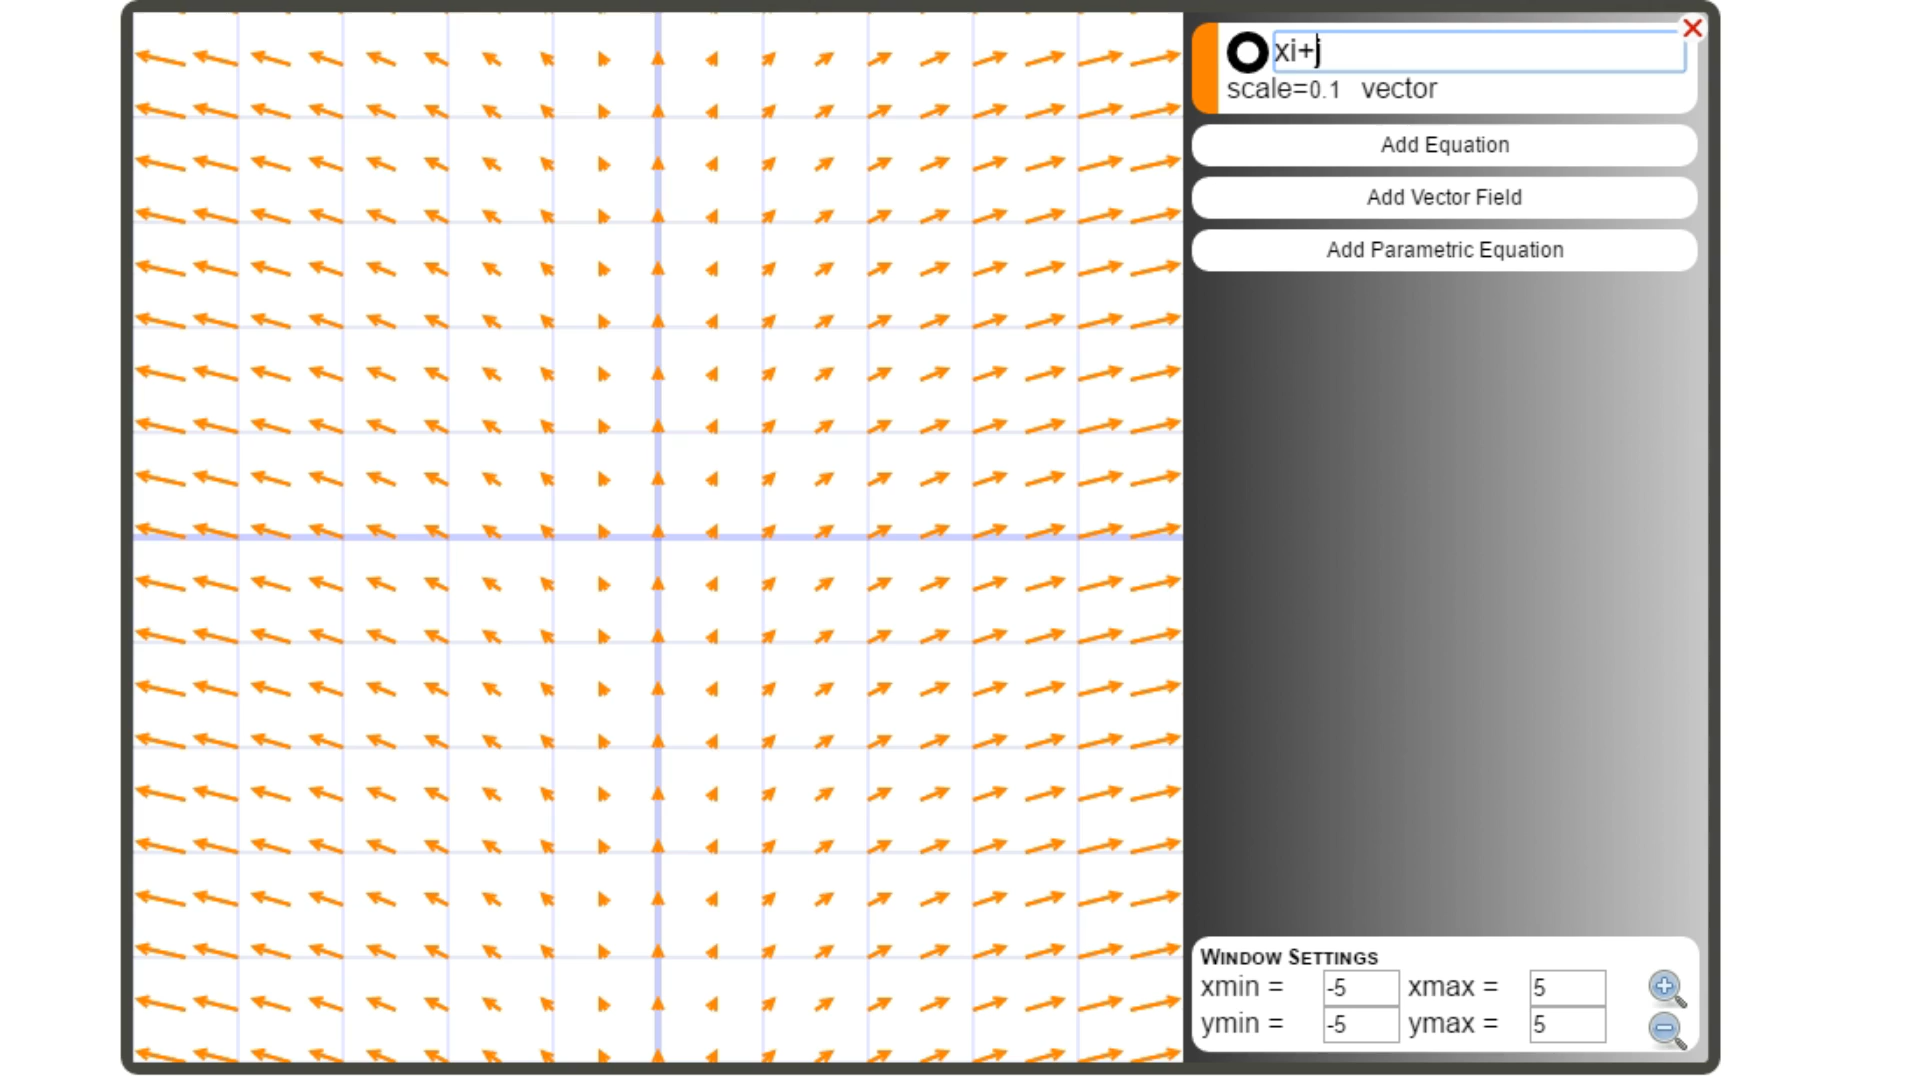 xi+j
scale=0.1 vector
Add Equation
Add Vector Field
Add Parametric Equation
WINDOW SETTINGS
xmin = -5 xmax = 5
ymin = -5 ymax = 5